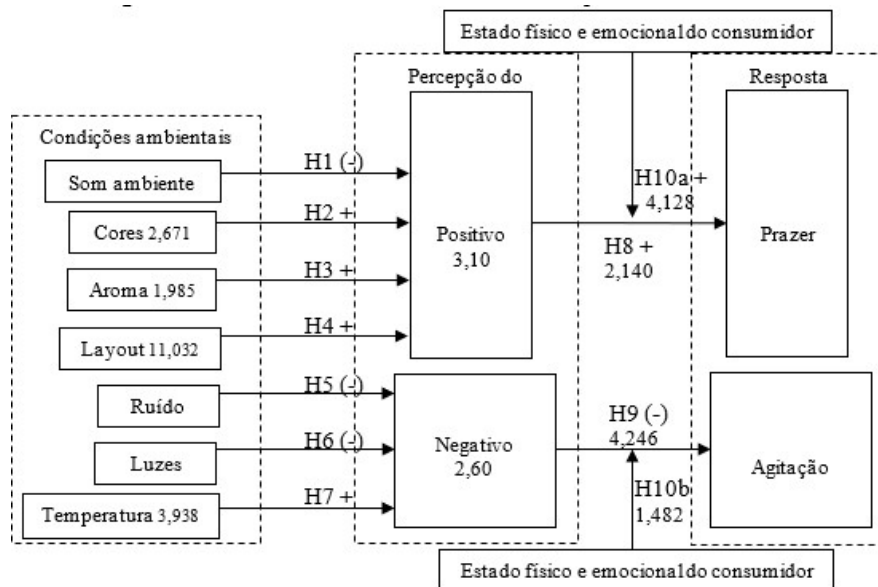 Estado físico e emocional do consumidor
Percepção do
Resposta
Condições ambientais
Som ambiente
Cores 2,671
Aroma 1,985
Layout 11,032
Ruído
Luzes
Temperatura 3,938
H1 (-)
H2 +
H3 +
H4 +
H5 (-)
H6 (-)
H7 +
Positivo
3,10
Negativo
2,60
H10a +
4,128
H8 +
2,140
H9 (-)
4,246
H10b
1,482
Prazer
Agitação
Estado físico e emocional do consumidor